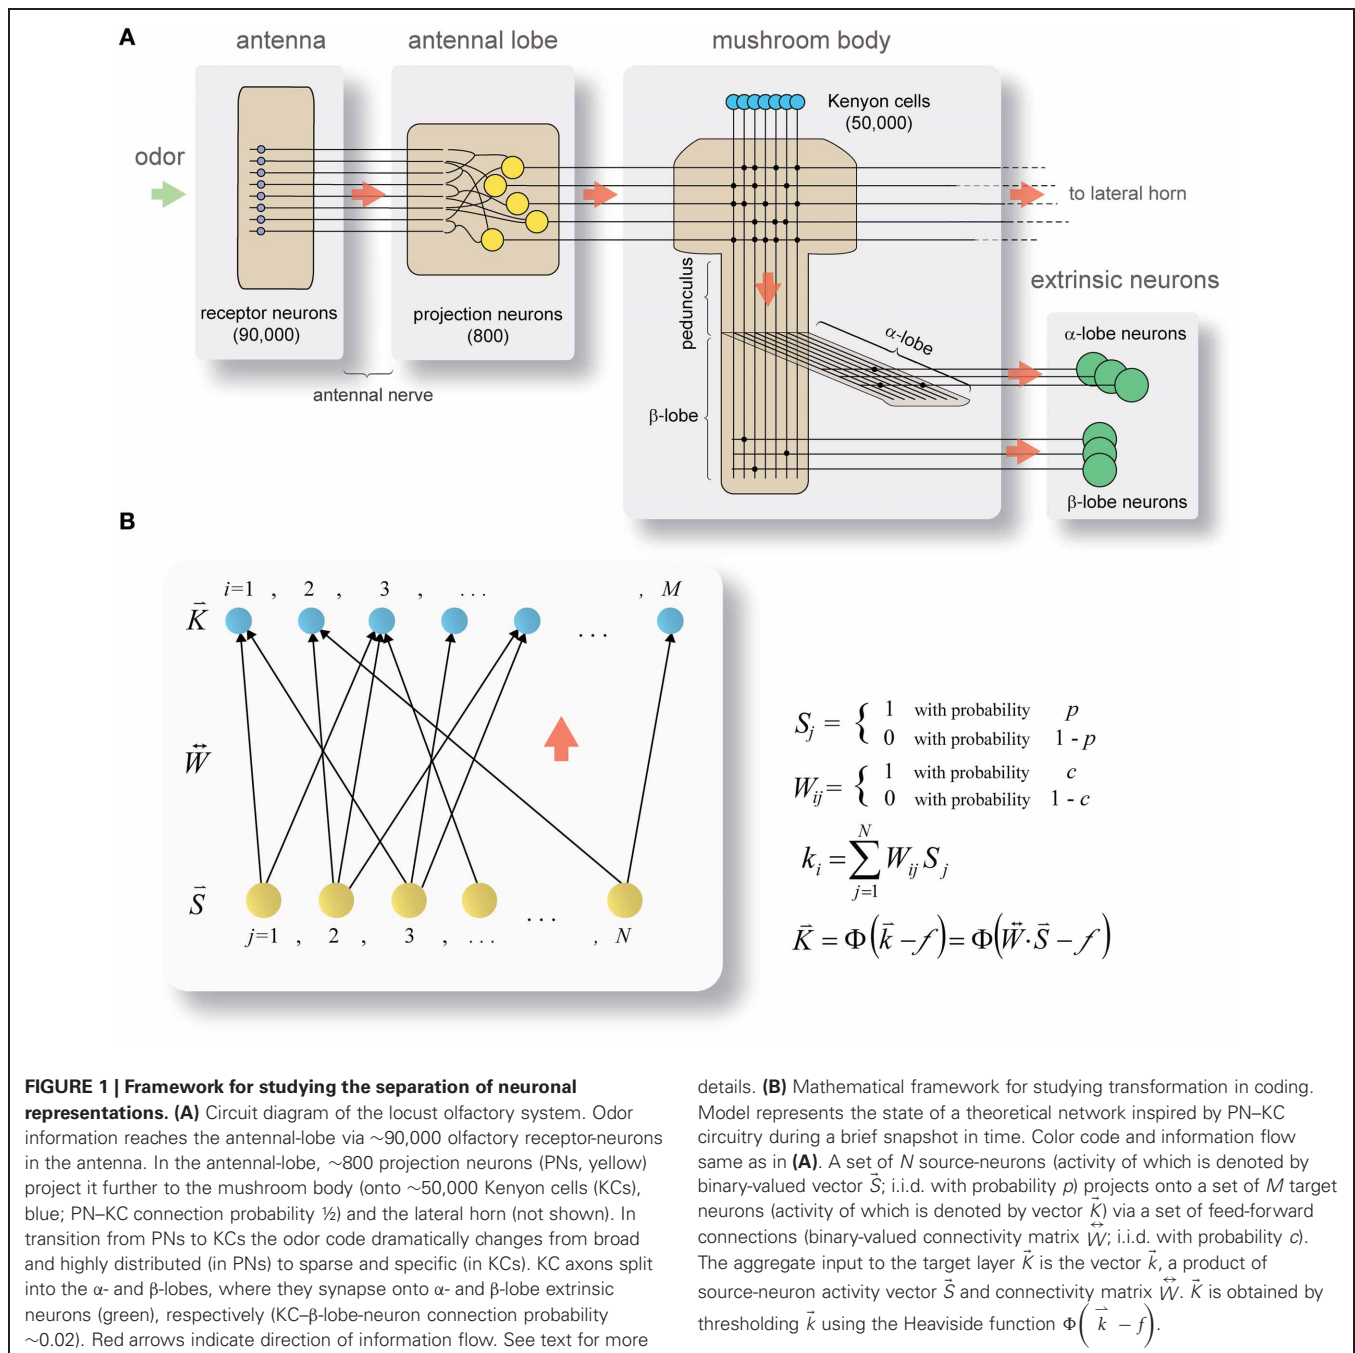 A
antenna
antennal lobe
mushroom body
Kenyon cells
(50,000)
odor
to lateral horn
receptor neurons
(90,000)
projection neurons
(800)
antennal nerve
pedunculus
α-lobe
β-lobe
extrinsic neurons
α-lobe neurons
β-lobe neurons
B
i=1 , 2 , 3 , ... , M
K⃗
...
W⃡
S⃗
...
j=1 , 2 , 3 , ... , N
S_j = { 1 with probability p
0 with probability 1 - p
W_ij = { 1 with probability c
0 with probability 1 - c
k_i = ∑_{j=1}^{N} W_ij S_j
K⃗ = Φ(k⃗ – f) = Φ(W⃡·S⃗ – f)
FIGURE 1 | Framework for studying the separation of neuronal
representations. (A) Circuit diagram of the locust olfactory system. Odor
information reaches the antennal-lobe via ∼90,000 olfactory receptor-neurons
in the antenna. In the antennal-lobe, ∼800 projection neurons (PNs, yellow)
project it further to the mushroom body (onto ∼50,000 Kenyon cells (KCs),
blue; PN–KC connection probability ½) and the lateral horn (not shown). In
transition from PNs to KCs the odor code dramatically changes from broad
and highly distributed (in PNs) to sparse and specific (in KCs). KC axons split
into the α- and β-lobes, where they synapse onto α- and β-lobe extrinsic
neurons (green), respectively (KC–β-lobe-neuron connection probability
∼0.02). Red arrows indicate direction of information flow. See text for more
details. (B) Mathematical framework for studying transformation in coding.
Model represents the state of a theoretical network inspired by PN–KC
circuitry during a brief snapshot in time. Color code and information flow
same as in (A). A set of N source-neurons (activity of which is denoted by
binary-valued vector S⃗; i.i.d. with probability p) projects onto a set of M target
neurons (activity of which is denoted by vector K⃗) via a set of feed-forward
connections (binary-valued connectivity matrix W⃡; i.i.d. with probability c).
The aggregate input to the target layer K⃗ is the vector k⃗, a product of
source-neuron activity vector S⃗ and connectivity matrix W⃡. K⃗ is obtained by
thresholding k⃗ using the Heaviside function Φ(k⃗ – f).